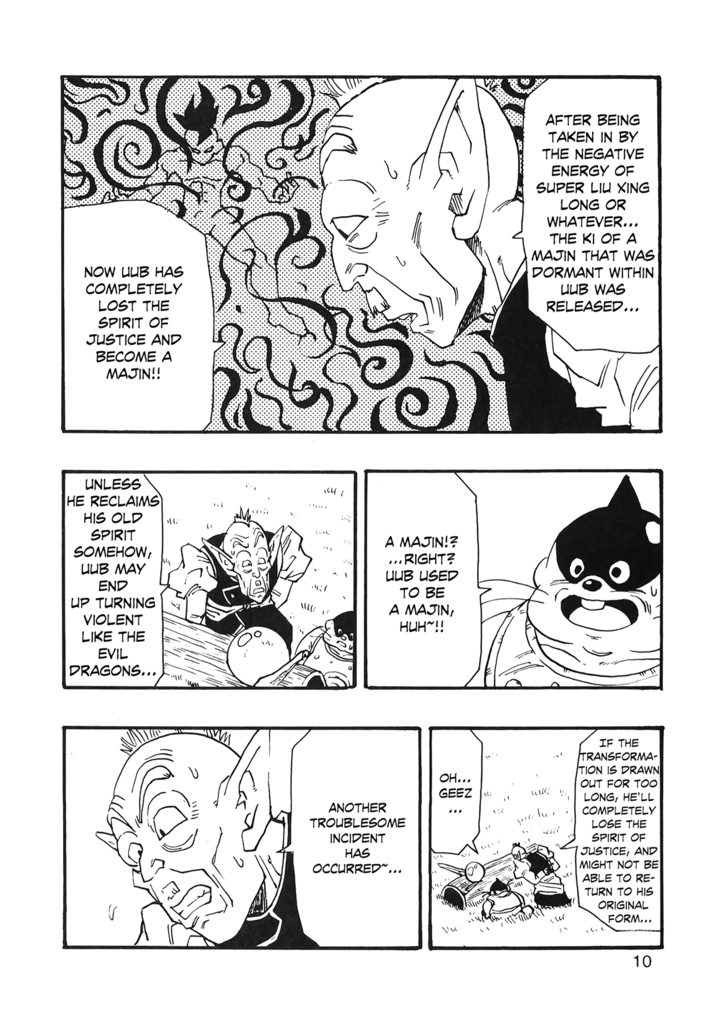 AFTER BEING
TAKEN IN BY
THE NEGATIVE
ENERGY OF
SUPER LIU XING
LONG OR
WHATEVER...
THE KI OF A
MAJIN THAT WAS
DORMANT WITHIN
UUB WAS
RELEASED...
NOW UUB HAS
COMPLETELY
LOST THE
SPIRIT OF
JUSTICE AND
BECOME A
MAJIN!!
A MAJIN!?
...RIGHT?
UUB USED
TO BE
A MAJIN,
HUH~!!
UNLESS
HE RECLAIMS
HIS OLD
SPIRIT
SOMEHOW,
UUB MAY
END
UP TURNING
VIOLENT
LIKE THE
EVIL
DRAGONS...
IF THE
TRANSFORMA-
TION IS DRAWN
OUT FOR TOO
LONG, HE'LL
COMPLETELY
LOSE THE
SPIRIT OF
JUSTICE, AND
MIGHT NOT BE
ABLE TO RE-
TURN TO HIS
ORIGINAL
FORM...
OH...
GEEZ
...
ANOTHER
TROUBLESOME
INCIDENT
HAS
OCCURRED~...
10